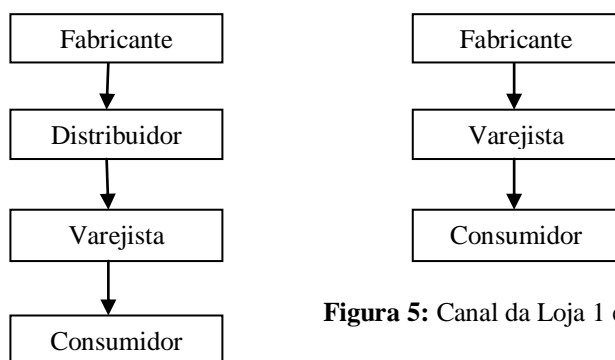 Fabricante
Distribuidor
Varejista
Consumidor
Fabricante
Varejista
Consumidor
Figura 5: Canal da Loja 1